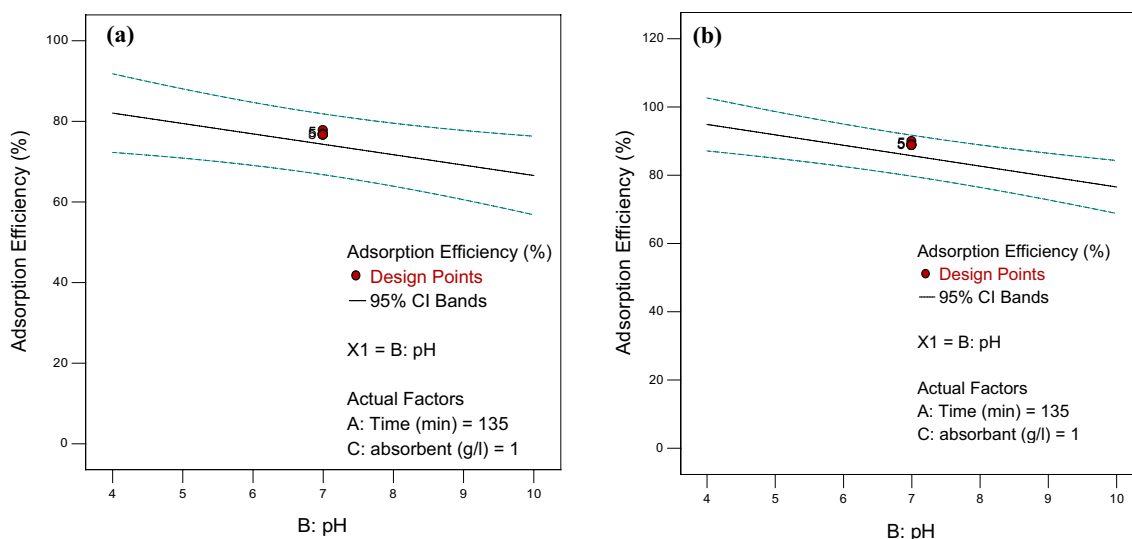 (a)
100
80
60
40
20
0
Adsorption Efficiency (%)
5
5
Adsorption Efficiency (%)
Design Points
95% CI Bands
X1 = B: pH
Actual Factors
A: Time (min) = 135
C: absorbent (g/l) = 1
4 5 6 7 8 9 10
B: pH
(b)
120
100
80
60
40
20
0
Adsorption Efficiency (%)
5
Adsorption Efficiency (%)
Design Points
95% CI Bands
X1 = B: pH
Actual Factors
A: Time (min) = 135
C: absorbant (g/l) = 1
4 5 6 7 8 9 10
B: pH